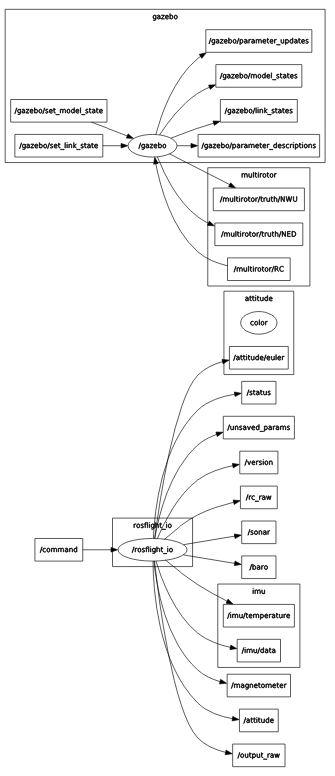 gazebo
/gazebo/parameter_updates
/gazebo/model_states
/gazebo/set_model_state
/gazebo/link_states
/gazebo/set_link_state
/gazebo
/gazebo/parameter_descriptions
multirotor
/multirotor/truth/NWU
/multirotor/truth/NED
/multirotor/RC
attitude
color
/attitude/euler
/status
/unsaved_params
/version
/rc_raw
rosflight_io
/sonar
/command
/rosflight_io
/baro
imu
/imu/temperature
/imu/data
/magnetometer
/attitude
/output_raw